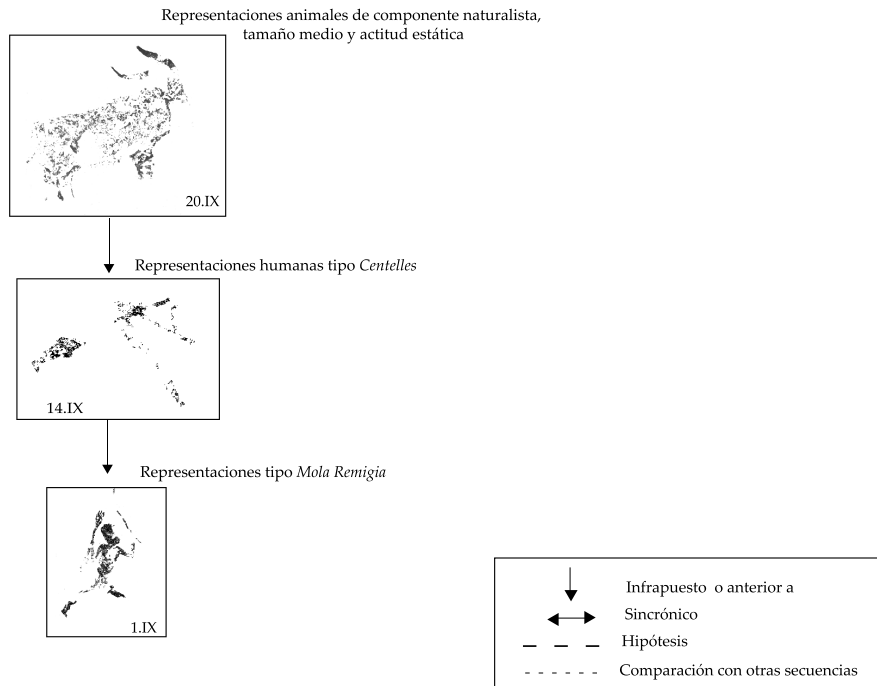 Representaciones animales de componente naturalista,
tamaño medio y actitud estática
20.IX
Representaciones humanas tipo Centelles
14.IX
Representaciones tipo Mola Remigia
1.IX
Infrapuesto o anterior a
Sincrónico
Hipótesis
Comparación con otras secuencias